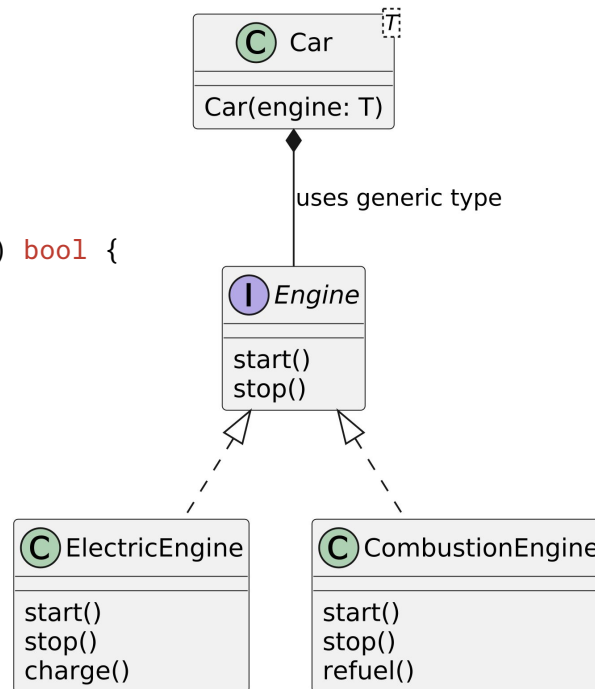 T
C Car
Car(engine: T)
uses generic type
) bool {
I Engine
start()
stop()
C ElectricEngine
start()
stop()
charge()
C CombustionEngine
start()
stop()
refuel()